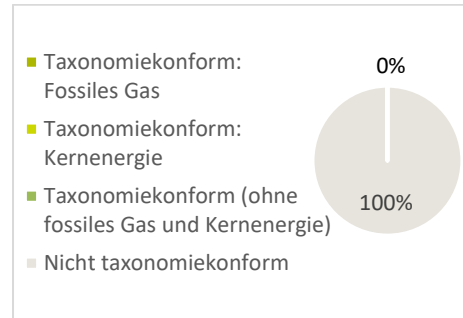 Taxonomiekonform:
Fossiles Gas
Taxonomiekonform:
Kernenergie
Taxonomiekonform (ohne
fossiles Gas und Kernenergie)
Nicht taxonomiekonform
0%
100%